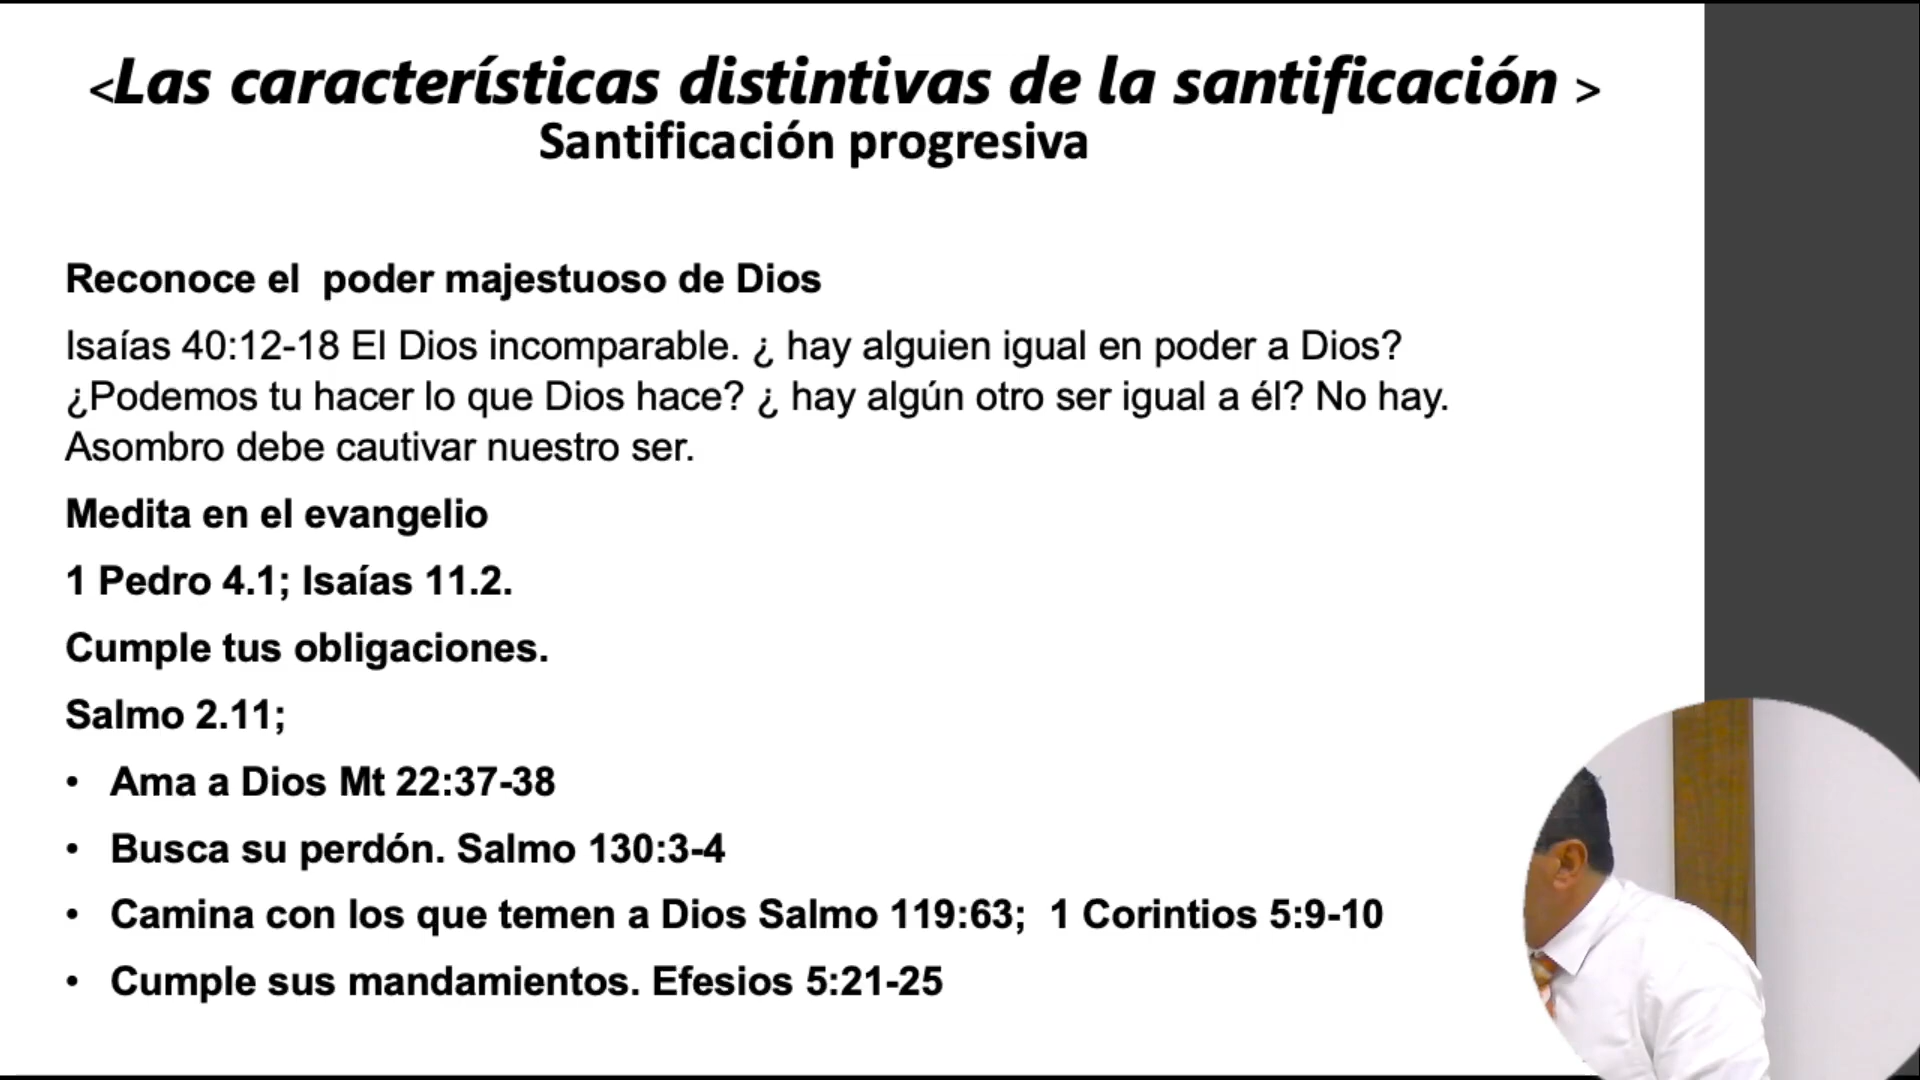 <Las características distintivas de la santificación >
Santificación progresiva
Reconoce el  poder majestuoso de Dios
Isaías 40:12-18 El Dios incomparable. ¿ hay alguien igual en poder a Dios?
¿Podemos tu hacer lo que Dios hace? ¿ hay algún otro ser igual a él? No hay.
Asombro debe cautivar nuestro ser.
Medita en el evangelio
1 Pedro 4.1; Isaías 11.2.
Cumple tus obligaciones.
Salmo 2.11;
• Ama a Dios Mt 22:37-38
• Busca su perdón. Salmo 130:3-4
• Camina con los que temen a Dios Salmo 119:63;  1 Corintios 5:9-10
• Cumple sus mandamientos. Efesios 5:21-25